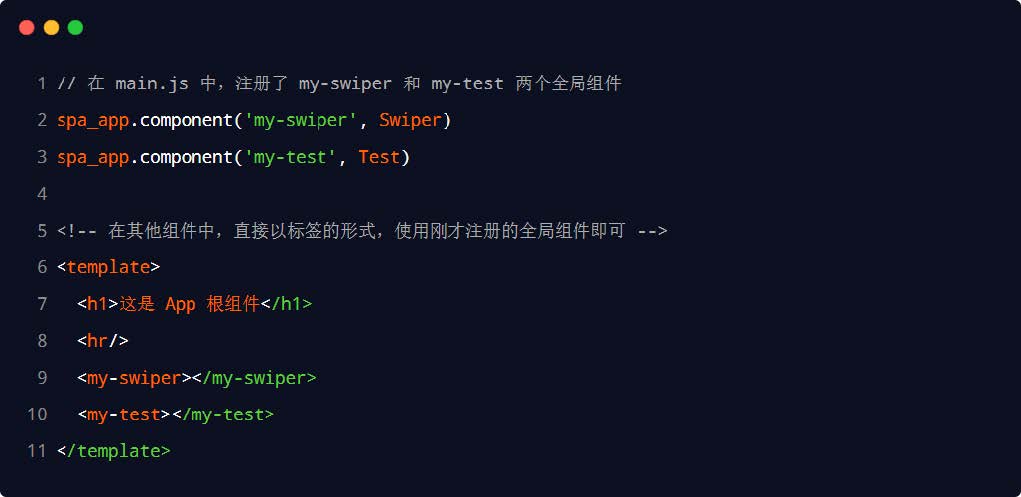 1 // 在 main.js 中，注册了 my-swiper 和 my-test 两个全局组件
2 spa_app.component('my-swiper', Swiper)
3 spa_app.component('my-test', Test)
4
5 <!-- 在其他组件中，直接以标签的形式，使用刚才注册的全局组件即可 -->
6 <template>
7   <h1>这是 App 根组件</h1>
8   <hr/>
9   <my-swiper></my-swiper>
10   <my-test></my-test>
11 </template>